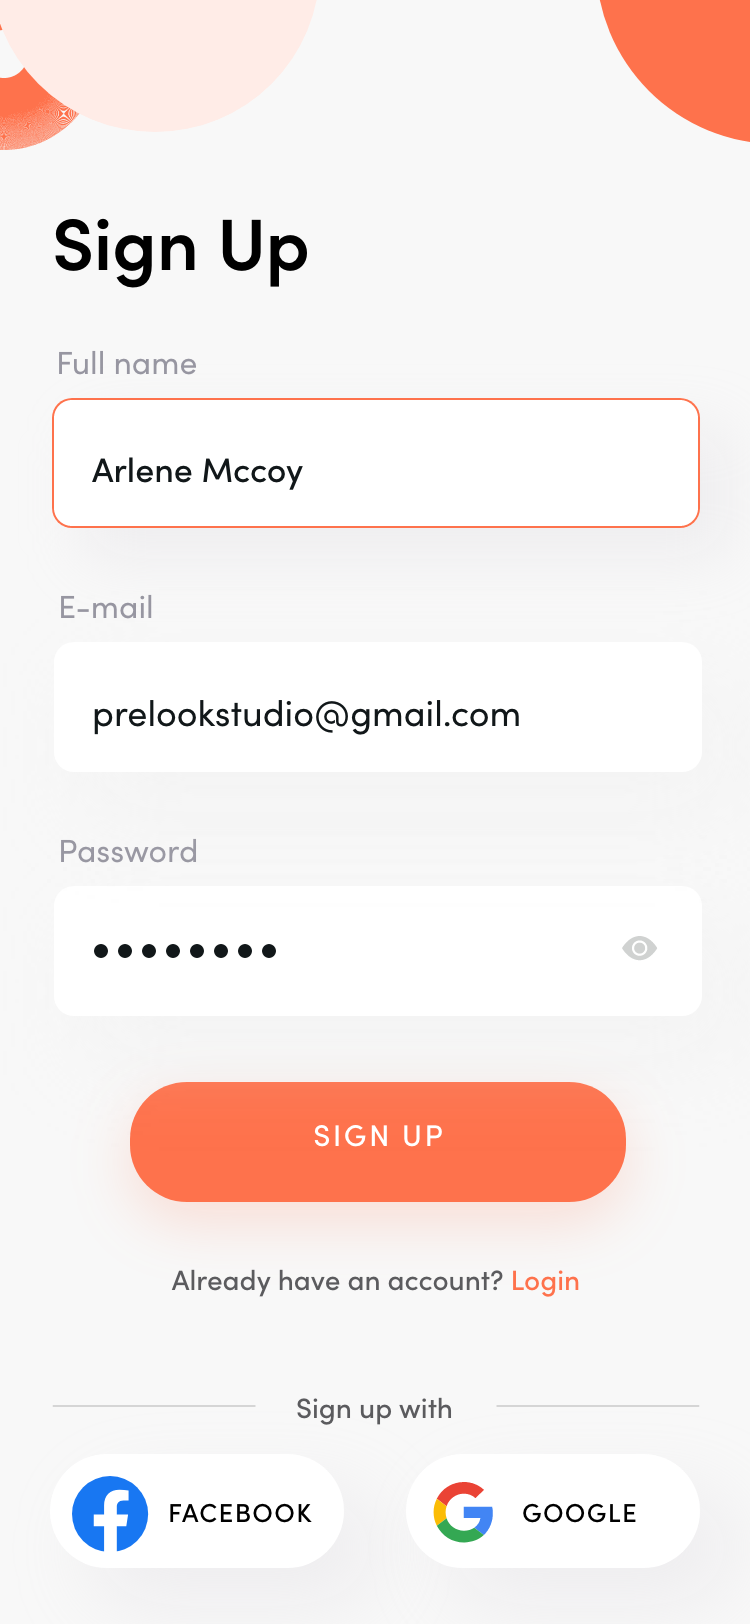 Sign Up
Full name
Arlene Mccoy
E-mail
prelookstudio@gmail.com
Password
SIGN UP
Already have an account? Login
Sign up with
FACEBOOK
GOOGLE